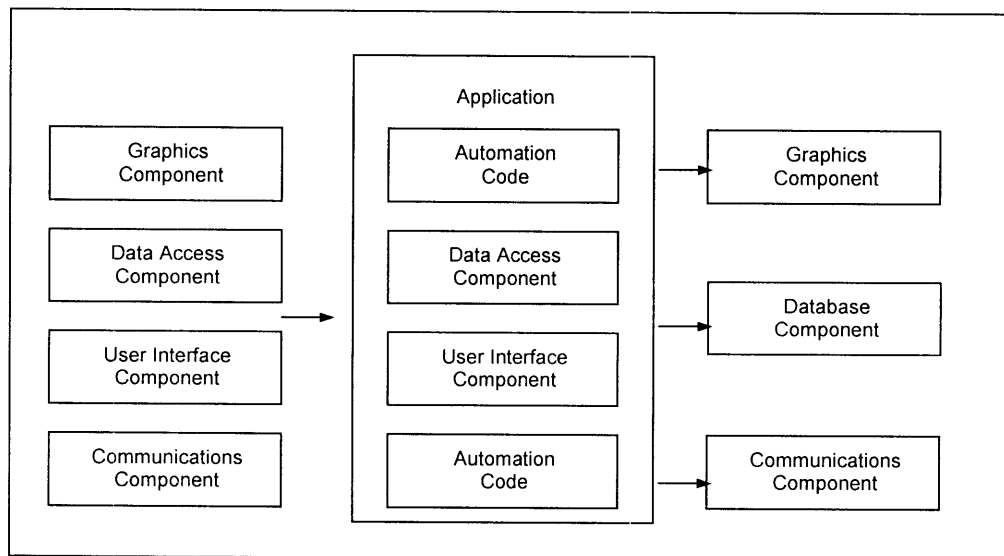 Graphics
Component
Data Access
Component
User Interface
Component
Communications
Component
Application
Automation
Code
Data Access
Component
User Interface
Component
Automation
Code
Graphics
Component
Database
Component
Communications
Component